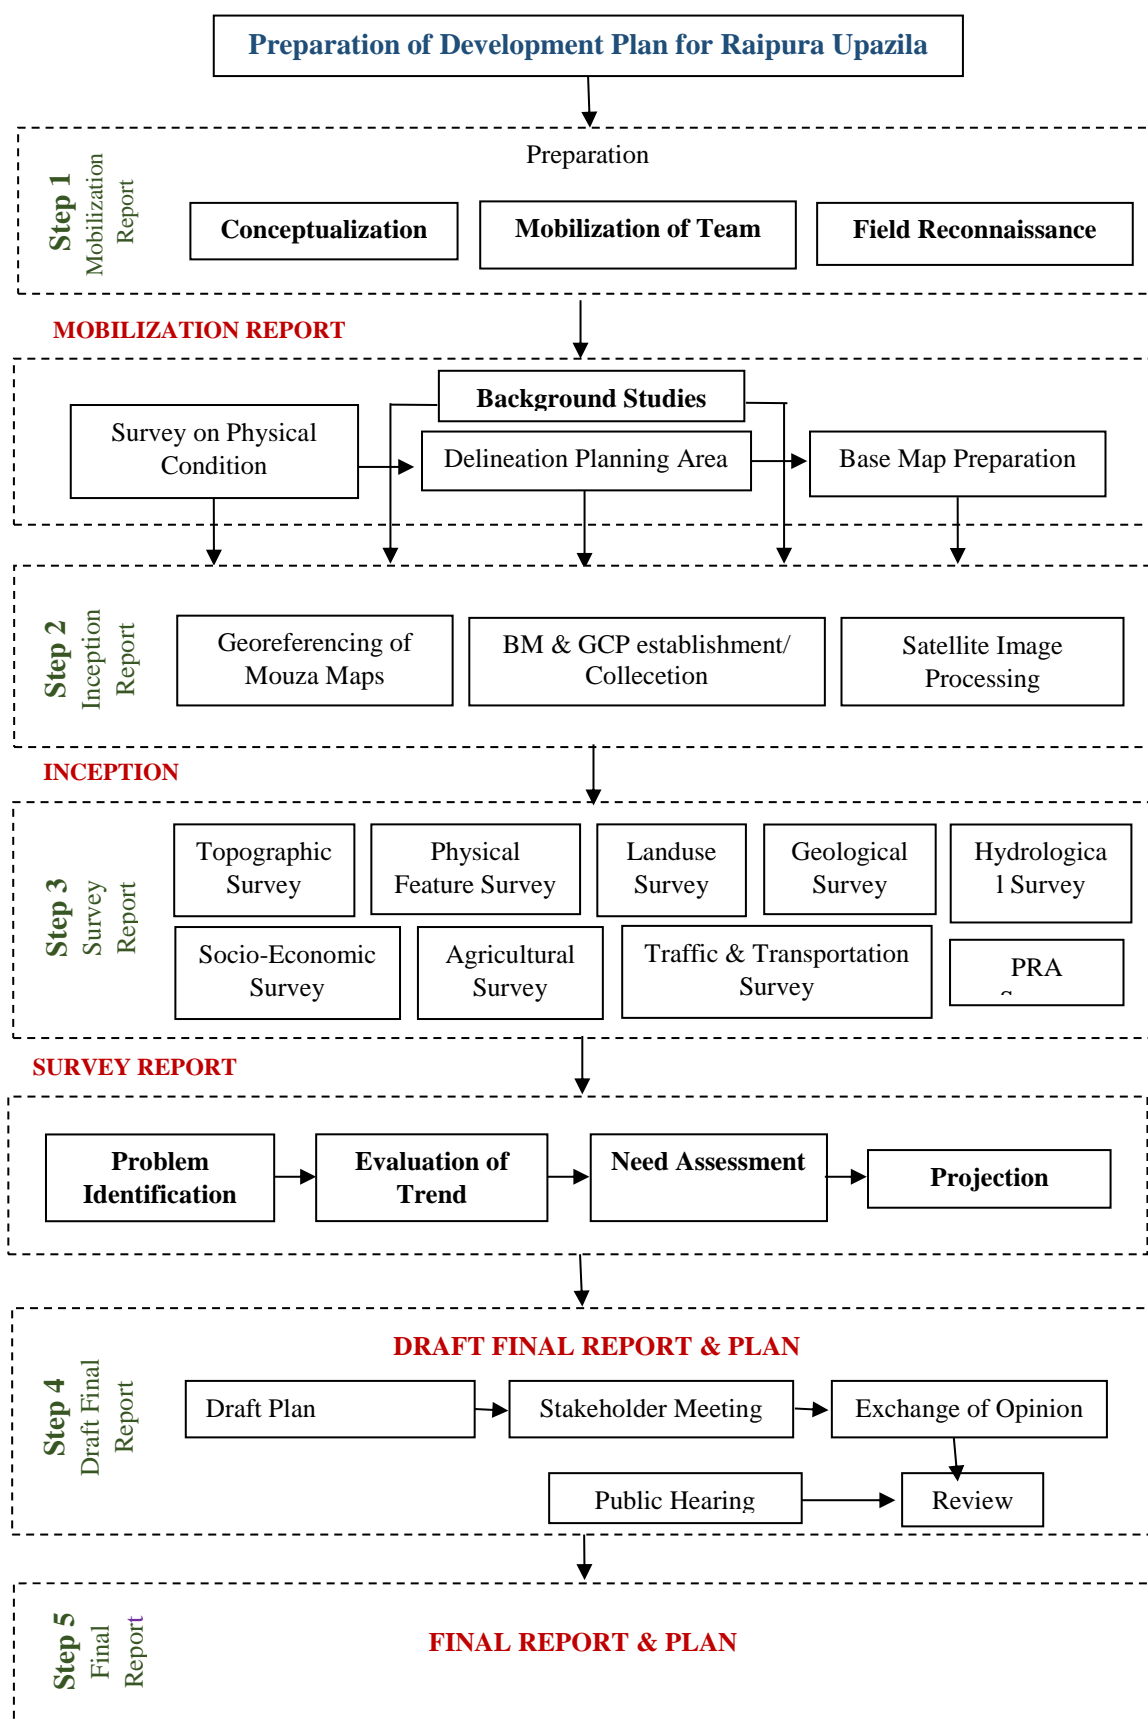 Preparation of Development Plan for Raipura Upazila
Preparation
Step 1
Mobilization
Report
Conceptualization
Mobilization of Team
Field Reconnaissance
MOBILIZATION REPORT
Background Studies
Survey on Physical
Condition
Delineation Planning Area
Base Map Preparation
Step 2
Inception
Report
Georeferencing of
Mouza Maps
BM & GCP establishment/
Collecetion
Satellite Image
Processing
INCEPTION
Step 3
Survey
Report
Topographic
Survey
Physical
Feature Survey
Landuse
Survey
Geological
Survey
Hydrologica
l Survey
Socio-Economic
Survey
Agricultural
Survey
Traffic & Transportation
Survey
PRA
SURVEY REPORT
Problem
Identification
Evaluation of
Trend
Need Assessment
Projection
Step 4
Draft Final
Report
DRAFT FINAL REPORT & PLAN
Draft Plan
Stakeholder Meeting
Exchange of Opinion
Public Hearing
Review
Step 5
Final
Report
FINAL REPORT & PLAN